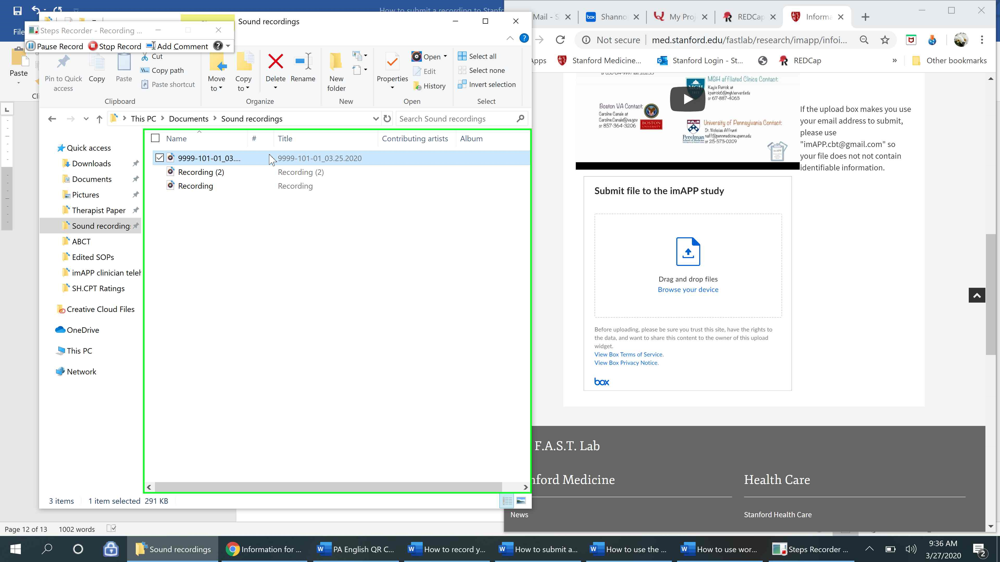 How to submit a recording to Stanfo
File
Steps Recorder - Recording ...
Pause Record Stop Record Add Comment
Sound recordings
Paste
Pin to Quick access
Copy
Paste
Cut
Copy path
Paste shortcut
Clipboard
Move to
Copy to
Delete
Rename
Organize
New folder
New
Properties
Open
Edit
History
Open
Select all
Select none
Invert selection
Select
This PC > Documents > Sound recordings
Search Sound recordings
Quick access
Downloads
Documents
Pictures
Therapist Paper
Sound recordings
ABCT
Edited SOPs
imAPP clinician teleh
SH.CPT Ratings
Creative Cloud Files
OneDrive
This PC
Network
Name # Title Contributing artists Album
9999-101-01_03.... 9999-101-01_03.25.2020
Recording (2) Recording (2)
Recording Recording
3 items 1 item selected 291 KB
Page 12 of 13 1002 words
Mail - S
box Shanno
My Proj
REDCap
Informa
Not secure med.stanford.edu/fastlab/research/imapp/infoi...
Apps Stanford Medicine... Stanford Login - St... REDCap » Other bookmarks
MGH affiliated Clinics Contact:
Kayle Patrick at
kpatrick6@mgh.harvard.edu
or 617-887-4063
Boston VA Contact:
Caroline Canale at
Caroline.Canale@va.gov
or 857-364-3206
BOSTON UNIVERSITY
University of Pennsylvania Contact:
Dr. Nicholas Affrunti
naff@pennmedicine.upenn.edu
or 215-573-0209
Perelman
imAPP
If the upload box makes you use
your email address to submit,
please use
"imAPP.cbt@gmail.com" so
your file does not not contain
identifiable information.
Submit file to the imAPP study
Drag and drop files
Browse your device
Before uploading, please be sure you trust this site, have the rights to
the data, and want to share this content to the owner of this upload
widget.
View Box Terms of Service.
View Box Privacy Notice.
box
F.A.S.T. Lab
nford Medicine
Health Care
News
Stanford Health Care
Sound recordings
Information for ...
PA English QR C...
How to record y...
How to submit a...
How to use the ...
How to use wor...
Steps Recorder ...
9:36 AM
3/27/2020
2